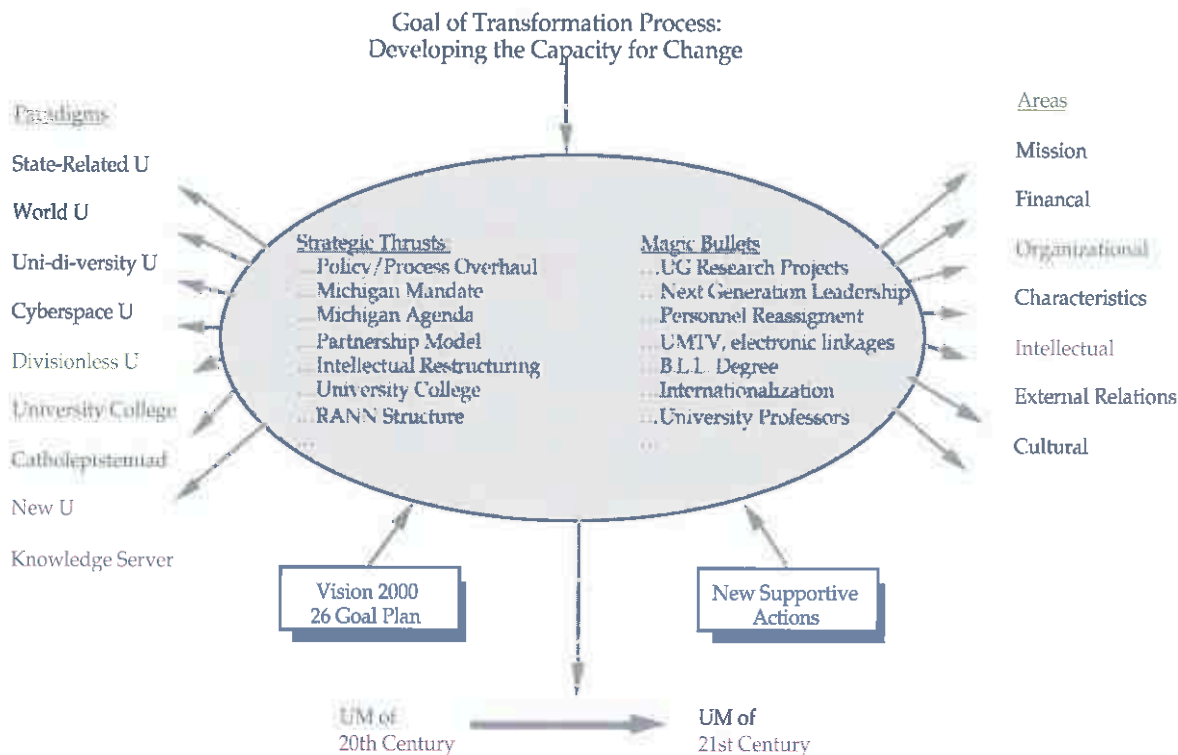 Goal of Transformation Process:
Developing the Capacity for Change
Paradigms
State-Related U
World U
Uni-di-versity U
Cyberspace U
Divisionless U
University College
Catholepistemiad
New U
Knowledge Server
Strategic Thrusts:
...Policy/Process Overhaul
...Michigan Mandate
...Michigan Agenda
...Partnership Model
...Intellectual Restructuring
...University College
...RANN Structure
...
Magic Bullets
...UG Research Projects
...Next Generation Leadership
...Personnel Reassigment
...UMTV, electronic linkages
...B.L.L. Degree
...Internationalization
...University Professors
...
Areas
Mission
Financal
Organizational
Characteristics
Intellectual
External Relations
Cultural
Vision 2000
26 Goal Plan
New Supportive
Actions
UM of
20th Century
UM of
21st Century